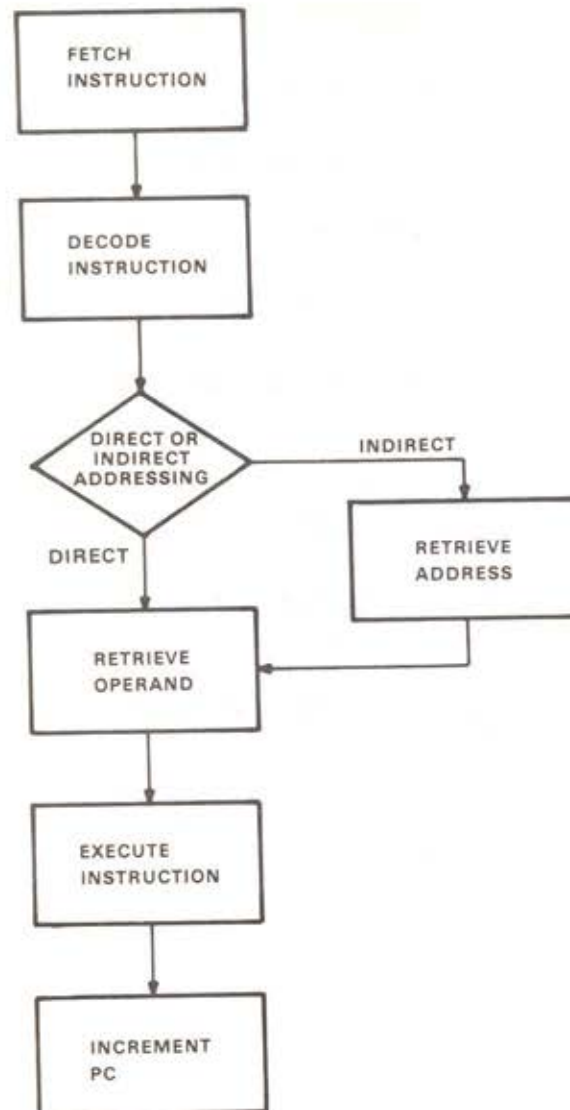 FETCH
INSTRUCTION
DECODE
INSTRUCTION
DIRECT OR
INDIRECT
ADDRESSING
INDIRECT
DIRECT
RETRIEVE
ADDRESS
RETRIEVE
OPERAND
EXECUTE
INSTRUCTION
INCREMENT
PC